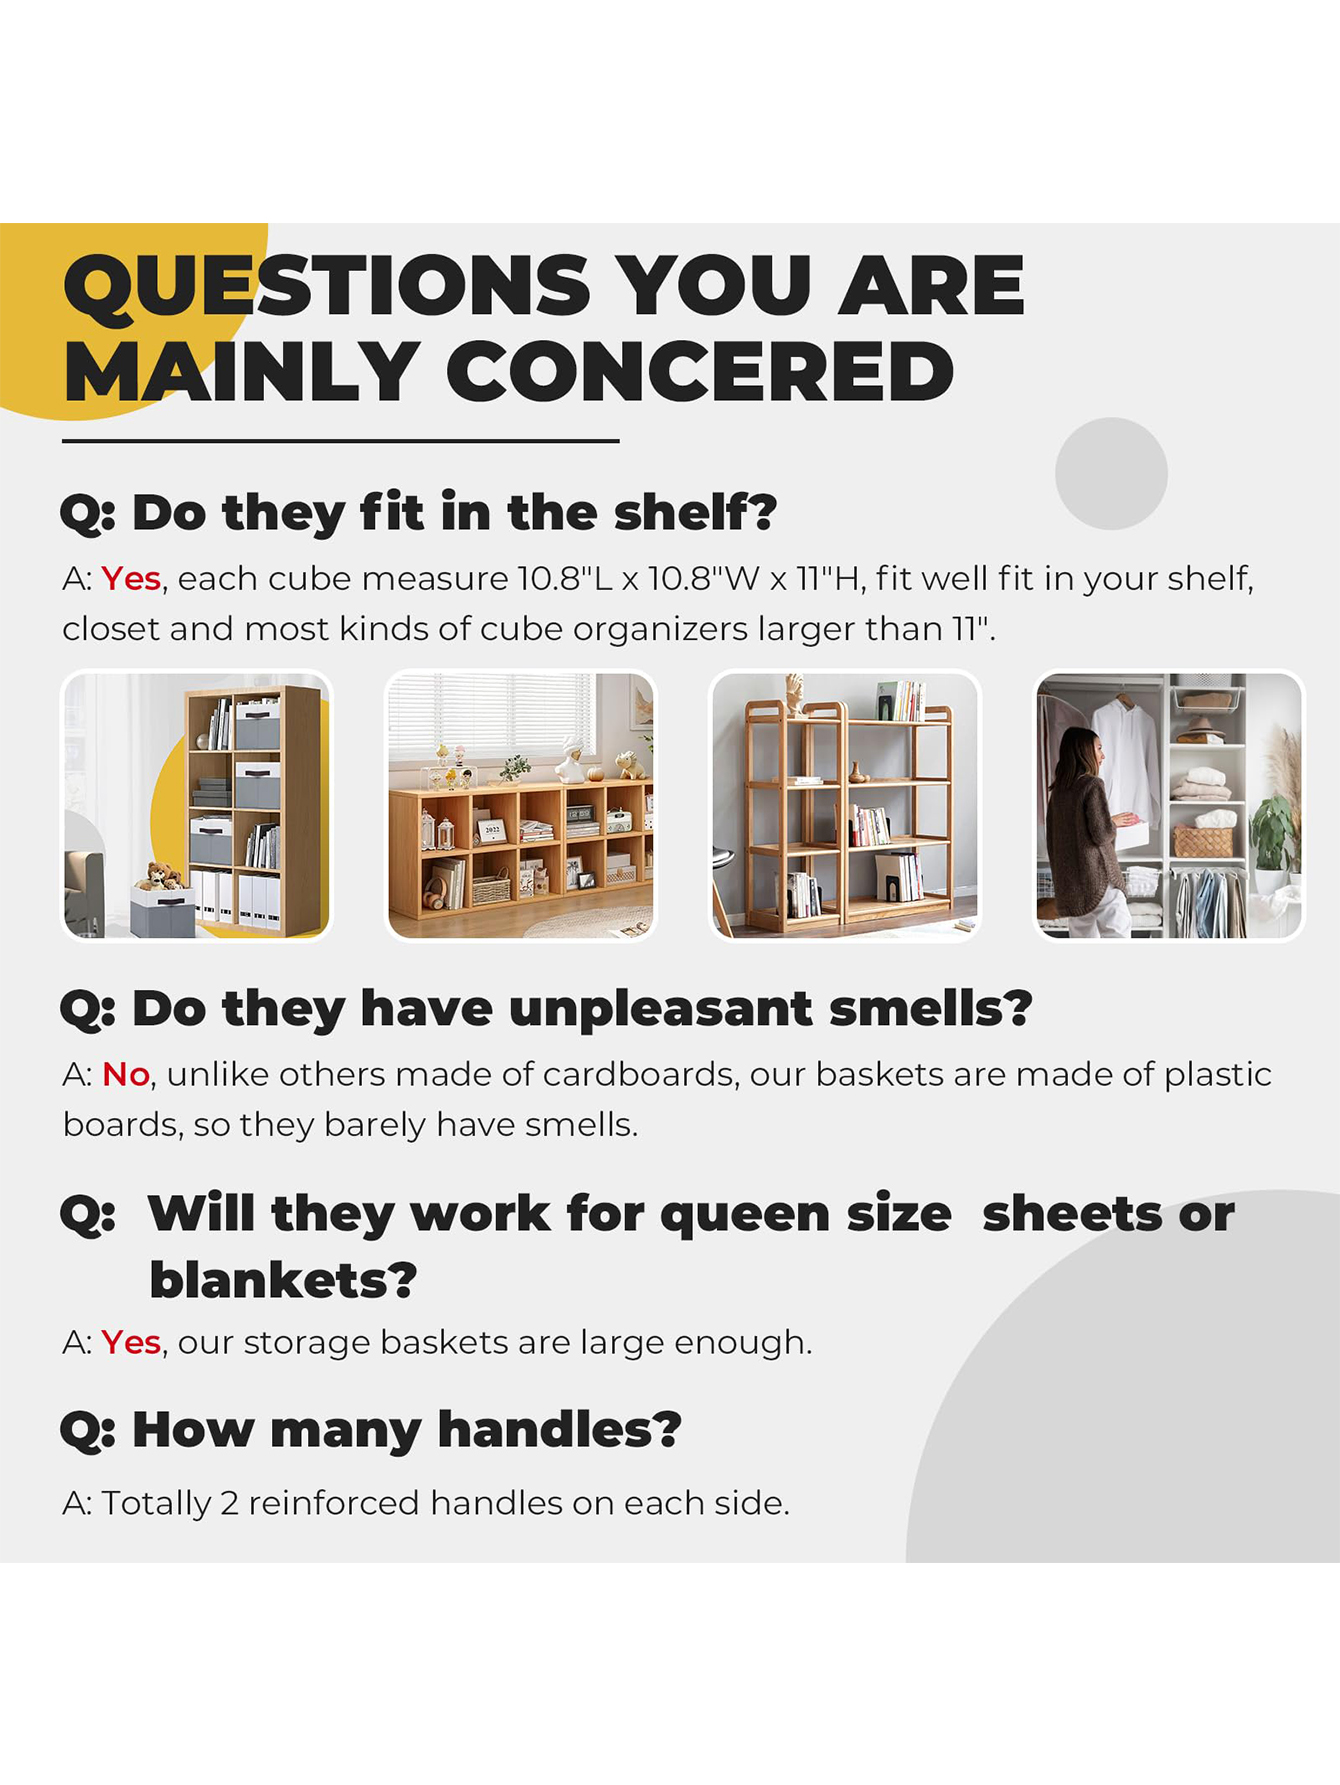 QUESTIONS YOU ARE
MAINLY CONCERED
Q: Do they fit in the shelf?
A: Yes, each cube measure 10.8"L x 10.8"W x 11"H, fit well fit in your shelf,
closet and most kinds of cube organizers larger than 11".
2022
Q: Do they have unpleasant smells?
A: No, unlike others made of cardboards, our baskets are made of plastic
boards, so they barely have smells.
Q: Will they work for queen size sheets or
blankets?
A: Yes, our storage baskets are large enough.
Q: How many handles?
A: Totally 2 reinforced handles on each side.